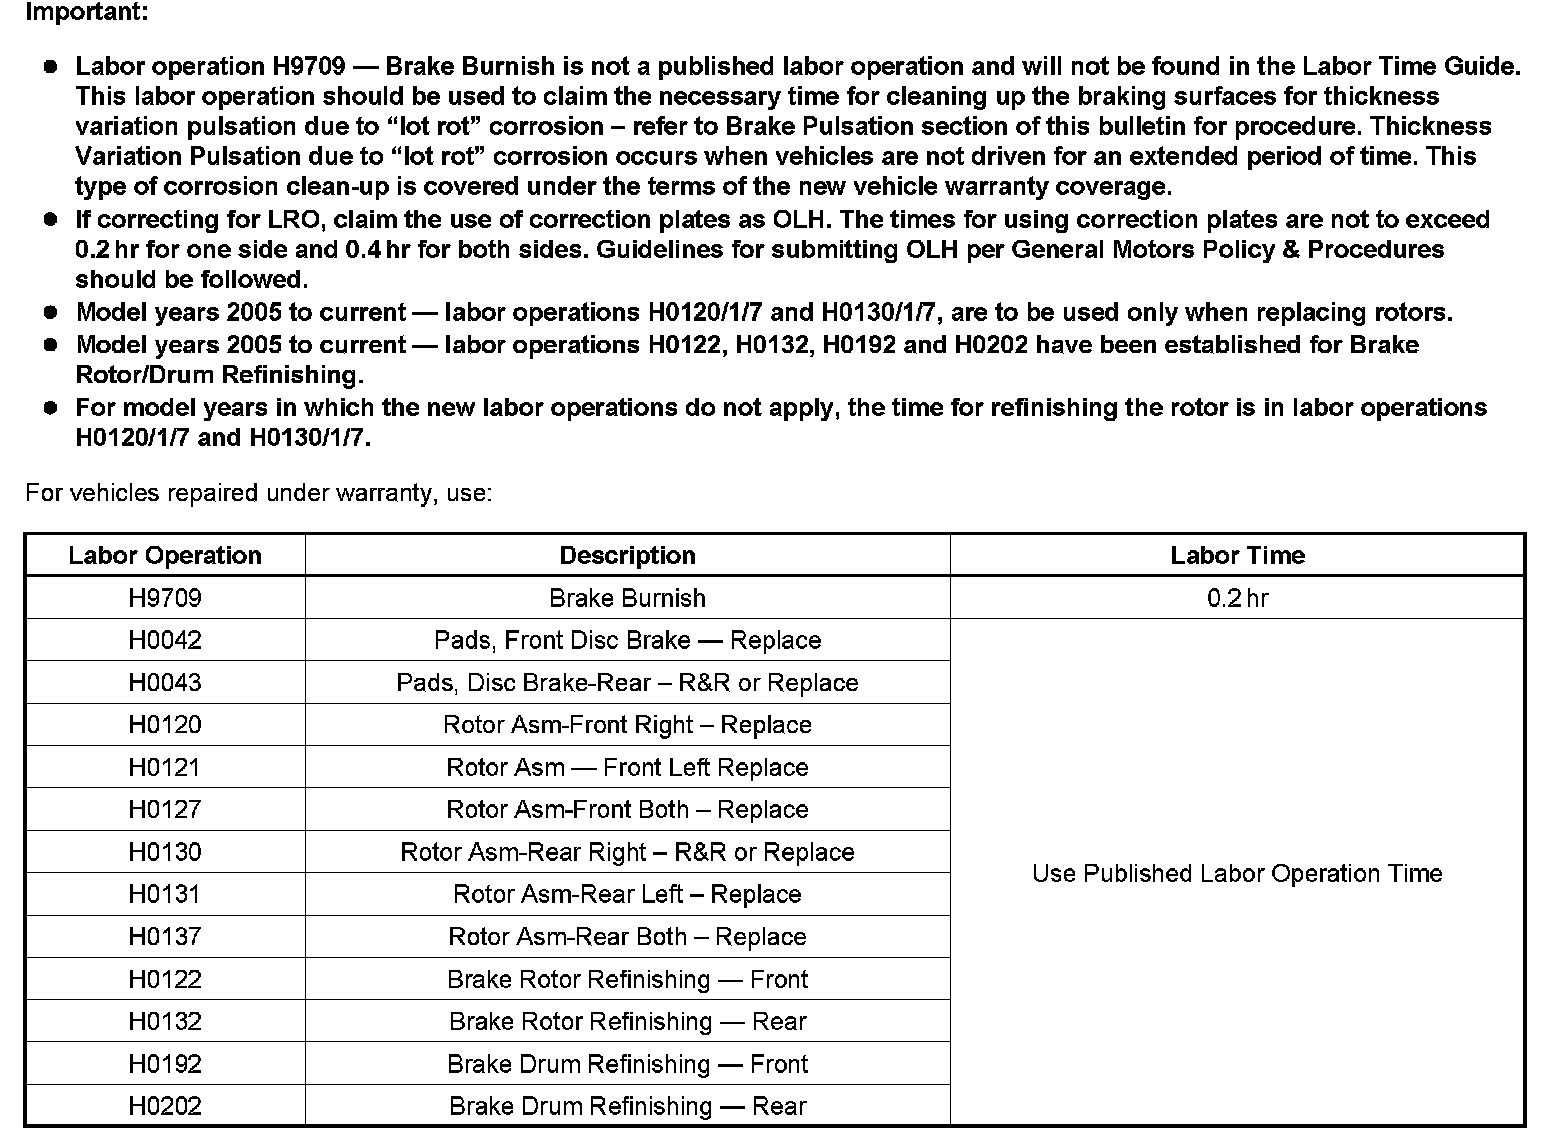 Important:
● Labor operation H9709 — Brake Burnish is not a published labor operation and will not be found in the Labor Time Guide.
This labor operation should be used to claim the necessary time for cleaning up the braking surfaces for thickness
variation pulsation due to “lot rot” corrosion – refer to Brake Pulsation section of this bulletin for procedure. Thickness
Variation Pulsation due to “lot rot” corrosion occurs when vehicles are not driven for an extended period of time. This
type of corrosion clean-up is covered under the terms of the new vehicle warranty coverage.
● If correcting for LRO, claim the use of correction plates as OLH. The times for using correction plates are not to exceed
0.2 hr for one side and 0.4 hr for both sides. Guidelines for submitting OLH per General Motors Policy & Procedures
should be followed.
● Model years 2005 to current — labor operations H0120/1/7 and H0130/1/7, are to be used only when replacing rotors.
● Model years 2005 to current — labor operations H0122, H0132, H0192 and H0202 have been established for Brake
Rotor/Drum Refinishing.
● For model years in which the new labor operations do not apply, the time for refinishing the rotor is in labor operations
H0120/1/7 and H0130/1/7.
For vehicles repaired under warranty, use:
Labor Operation Description Labor Time
H9709 Brake Burnish 0.2 hr
H0042 Pads, Front Disc Brake — Replace
H0043 Pads, Disc Brake-Rear – R&R or Replace
H0120 Rotor Asm-Front Right – Replace
H0121 Rotor Asm — Front Left Replace
H0127 Rotor Asm-Front Both – Replace
H0130 Rotor Asm-Rear Right – R&R or Replace
Use Published Labor Operation Time
H0131 Rotor Asm-Rear Left – Replace
H0137 Rotor Asm-Rear Both – Replace
H0122 Brake Rotor Refinishing — Front
H0132 Brake Rotor Refinishing — Rear
H0192 Brake Drum Refinishing — Front
H0202 Brake Drum Refinishing — Rear